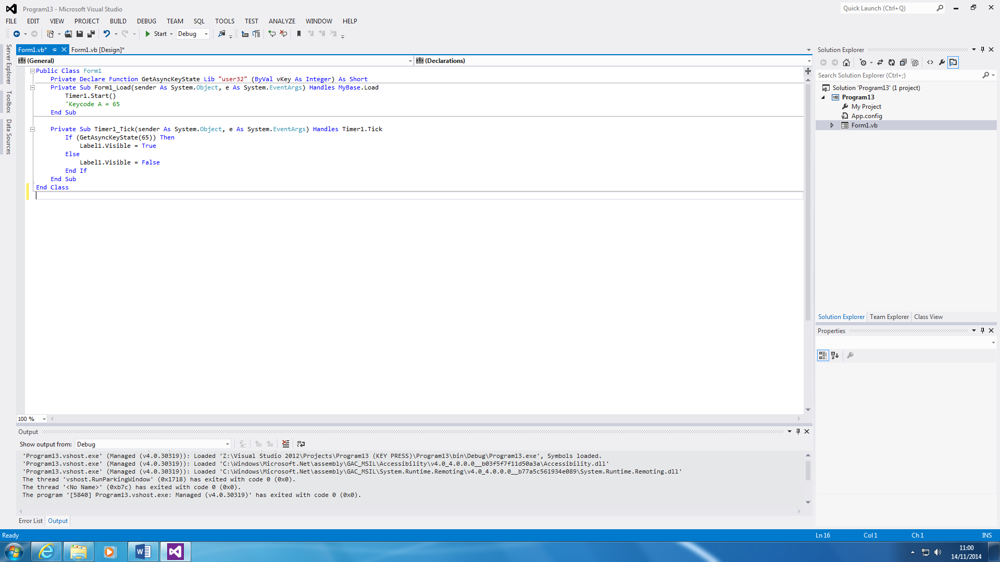 Program13 - Microsoft Visual Studio
Quick Launch (Ctrl+Q)
FILE EDIT VIEW PROJECT BUILD DEBUG TEAM SQL TOOLS TEST ANALYZE WINDOW HELP
Start Debug
Server Explorer
Toolbox
Data Sources
Form1.vb* Form1.vb [Design]*
(General) (Declarations)
Public Class Form1
Private Declare Function GetAsyncKeyState Lib "user32" (ByVal vKey As Integer) As Short
Private Sub Form1_Load(sender As System.Object, e As System.EventArgs) Handles MyBase.Load
Timer1.Start()
'Keycode A = 65
End Sub
Private Sub Timer1_Tick(sender As System.Object, e As System.EventArgs) Handles Timer1.Tick
If (GetAsyncKeyState(65)) Then
Label1.Visible = True
Else
Label1.Visible = False
End If
End Sub
End Class
100 %
Output
Show output from: Debug
'Program13.vshost.exe' (Managed (v4.0.30319)): Loaded 'Z:\Visual Studio 2012\Projects\Program13 (KEY PRESS)\Program13\bin\Debug\Program13.exe', Symbols loaded.
'Program13.vshost.exe' (Managed (v4.0.30319)): Loaded 'C:\Windows\Microsoft.Net\assembly\GAC_MSIL\Accessibility\v4.0_4.0.0.0__b03f5f7f11d50a3a\Accessibility.dll'
'Program13.vshost.exe' (Managed (v4.0.30319)): Loaded 'C:\Windows\Microsoft.Net\assembly\GAC_MSIL\System.Runtime.Remoting\v4.0_4.0.0.0__b77a5c561934e089\System.Runtime.Remoting.dll'
The thread 'vshost.RunParkingWindow' (0x1718) has exited with code 0 (0x0).
The thread '<No Name>' (0xb7c) has exited with code 0 (0x0).
The program '[5840] Program13.vshost.exe: Managed (v4.0.30319)' has exited with code 0 (0x0).
Error List Output
Solution Explorer
Search Solution Explorer (Ctrl+;)
Solution 'Program13' (1 project)
VB Program13
My Project
App.config
Form1.vb
Solution Explorer Team Explorer Class View
Properties
Ready Ln 16 Col 1 Ch 1 INS
11:00
14/11/2014